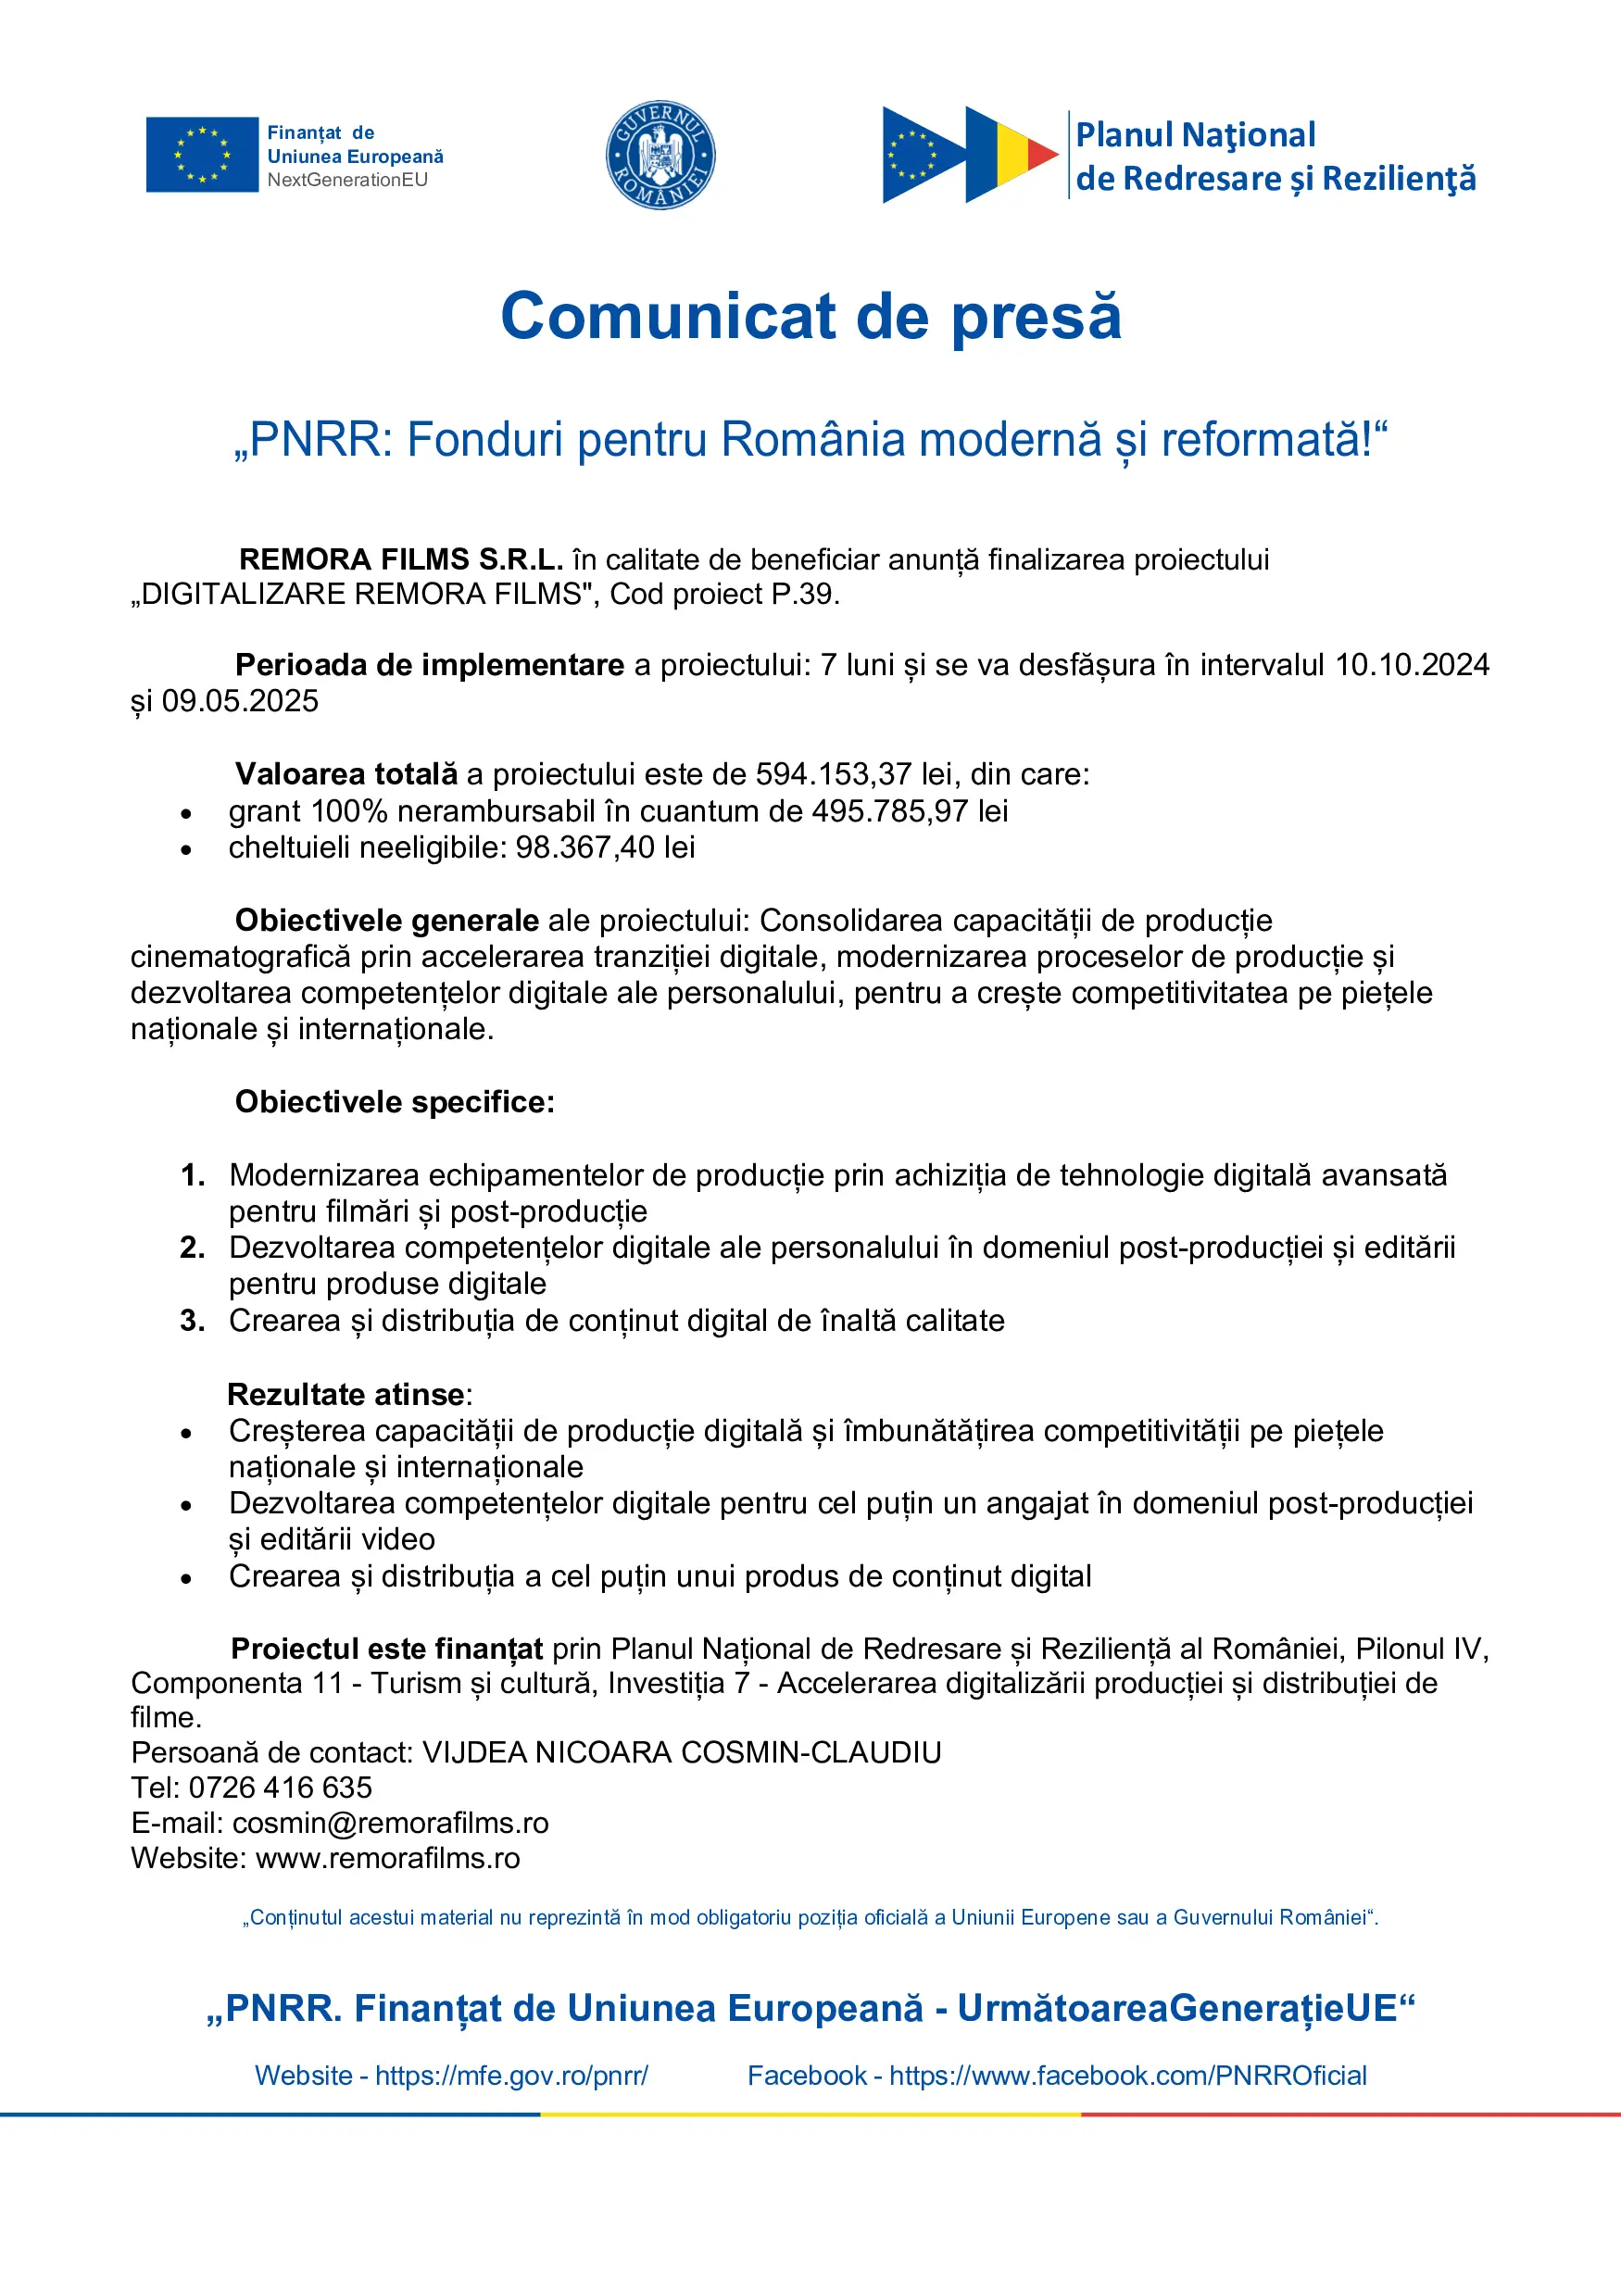 Finanțat de
Uniunea Europeană
NextGenerationEU
GUVERNUL ROMÂNIEI
Planul Naţional
de Redresare și Rezilienţă
Comunicat de presă
„PNRR: Fonduri pentru România modernă și reformată!“
REMORA FILMS S.R.L. în calitate de beneficiar anunță finalizarea proiectului
„DIGITALIZARE REMORA FILMS", Cod proiect P.39.
Perioada de implementare a proiectului: 7 luni și se va desfășura în intervalul 10.10.2024
și 09.05.2025
Valoarea totală a proiectului este de 594.153,37 lei, din care:
• grant 100% nerambursabil în cuantum de 495.785,97 lei
• cheltuieli neeligibile: 98.367,40 lei
Obiectivele generale ale proiectului: Consolidarea capacității de producție
cinematografică prin accelerarea tranziției digitale, modernizarea proceselor de producție și
dezvoltarea competențelor digitale ale personalului, pentru a crește competitivitatea pe piețele
naționale și internaționale.
Obiectivele specifice:
1. Modernizarea echipamentelor de producție prin achiziția de tehnologie digitală avansată
pentru filmări și post-producție
2. Dezvoltarea competențelor digitale ale personalului în domeniul post-producției și editării
pentru produse digitale
3. Crearea și distribuția de conținut digital de înaltă calitate
Rezultate atinse:
• Creșterea capacității de producție digitală și îmbunătățirea competitivității pe piețele
naționale și internaționale
• Dezvoltarea competențelor digitale pentru cel puțin un angajat în domeniul post-producției
și editării video
• Crearea și distribuția a cel puțin unui produs de conținut digital
Proiectul este finanțat prin Planul Național de Redresare și Reziliență al României, Pilonul IV,
Componenta 11 - Turism și cultură, Investiția 7 - Accelerarea digitalizării producției și distribuției de
filme.
Persoană de contact: VIJDEA NICOARA COSMIN-CLAUDIU
Tel: 0726 416 635
E-mail: cosmin@remorafilms.ro
Website: www.remorafilms.ro
„Conținutul acestui material nu reprezintă în mod obligatoriu poziția oficială a Uniunii Europene sau a Guvernului României“.
„PNRR. Finanțat de Uniunea Europeană - UrmătoareaGenerațieUE“
Website - https://mfe.gov.ro/pnrr/ Facebook - https://www.facebook.com/PNRROficial